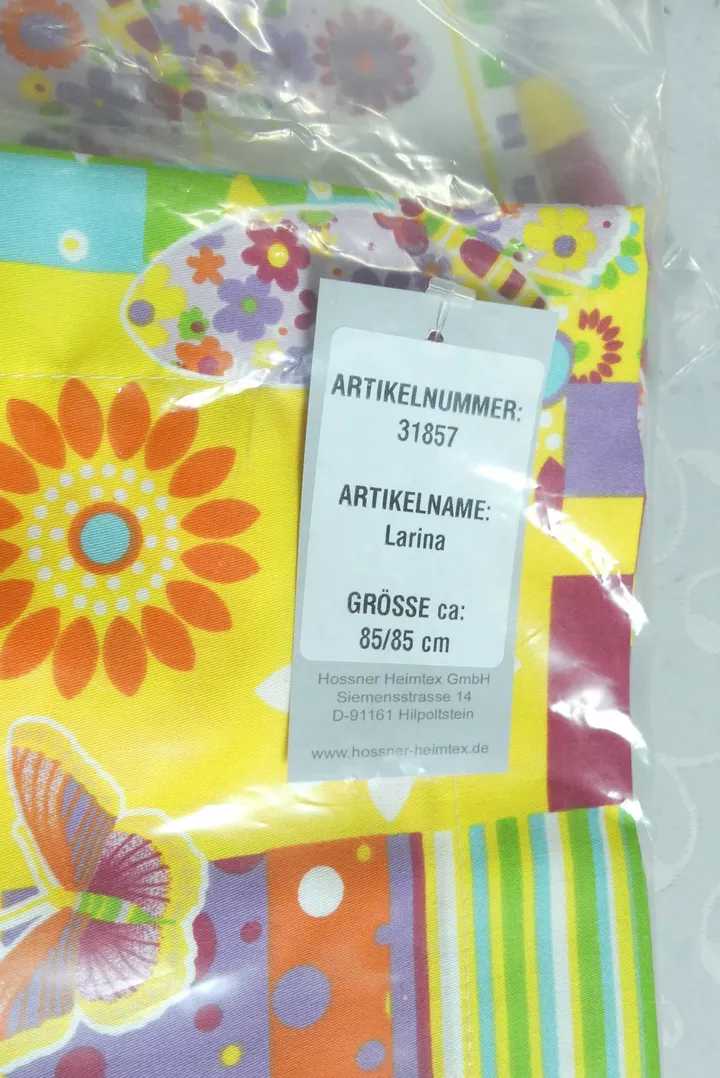 ARTIKELNUMMER:
31857
ARTIKELNAME:
Larina
GRÖSSE ca:
85/85 cm
Hossner Heimtex GmbH
Siemensstrasse 14
D-91161 Hilpoltstein
www.hossner-heimtex.de